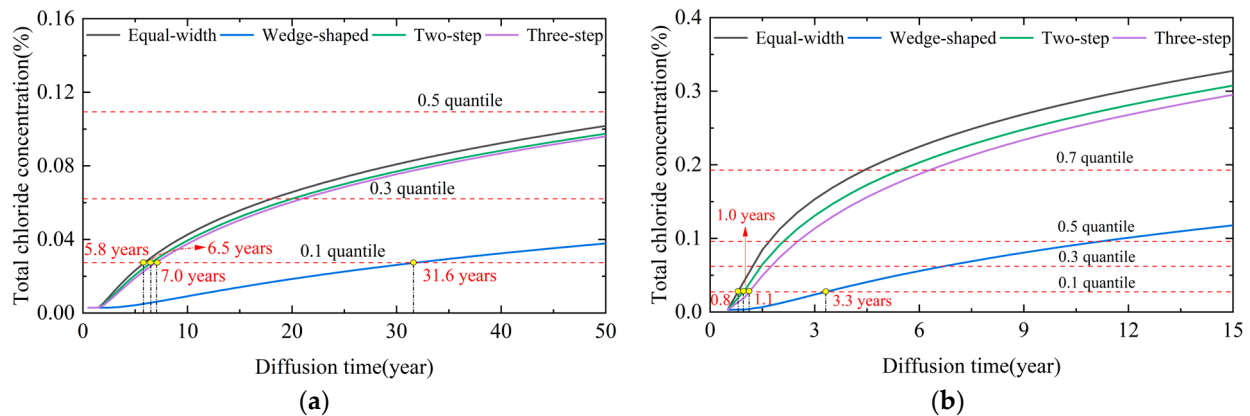 0.16
Equal-width Wedge-shaped Two-step Three-step
0.12
0.5 quantile
0.08
0.3 quantile
0.04
5.8 years
6.5 years
0.1 quantile
7.0 years
31.6 years
0.00
0 10 20 30 40 50
Total chloride concentration(%)
Diffusion time(year)
(a)
0.4
Equal-width Wedge-shaped Two-step Three-step
0.3
0.2
0.7 quantile
1.0 years
0.1
0.5 quantile
0.3 quantile
0.1 quantile
0.8
1.1
3.3 years
0.0
0 3 6 9 12 15
Total chloride concentration(%)
Diffusion time(year)
(b)